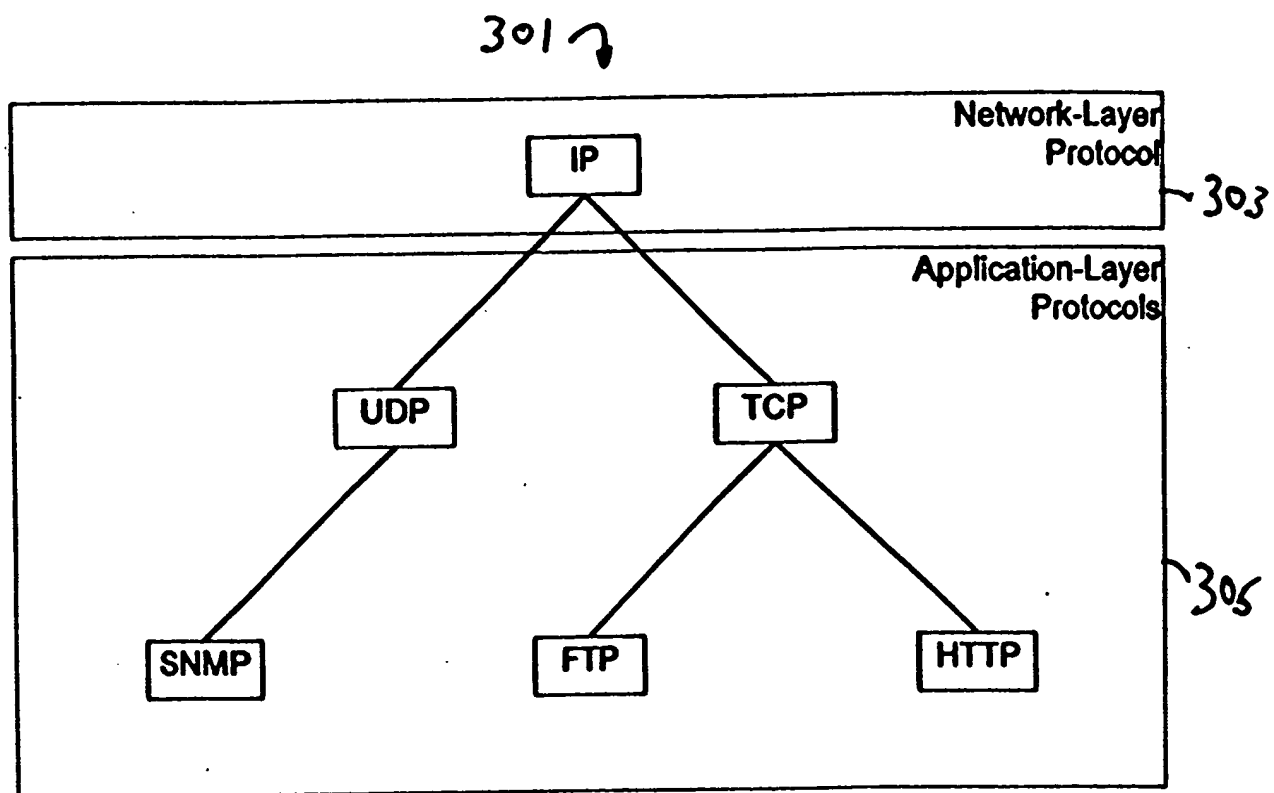 301
Network-Layer
Protocol
IP
303
Application-Layer
Protocols
UDP
TCP
305
SNMP
FTP
HTTP